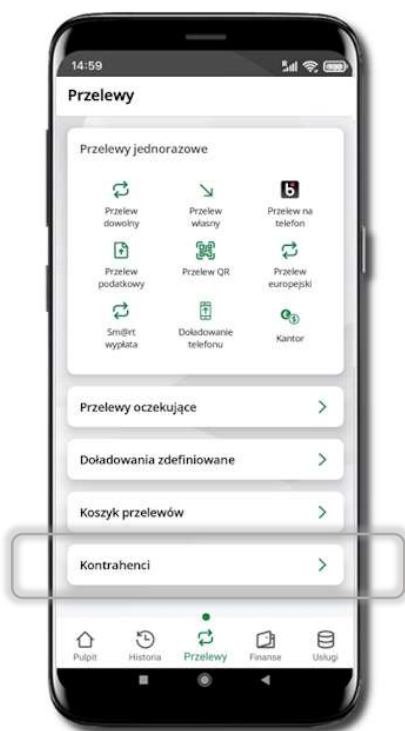 14:59
Przelewy
Przelewy jednorazowe
Przelew
dowolny
Przelew
własny
Przelew na
telefon
Przelew
podatkowy
Przelew QR
Przelew
europejski
Sm@rt
wypłata
Doładowanie
telefonu
Kantor
Przelewy oczekujące
Doładowania zdefiniowane
Koszyk przelewów
Kontrahenci
Pulpit
Historia
Przelewy
Finanse
Usługi